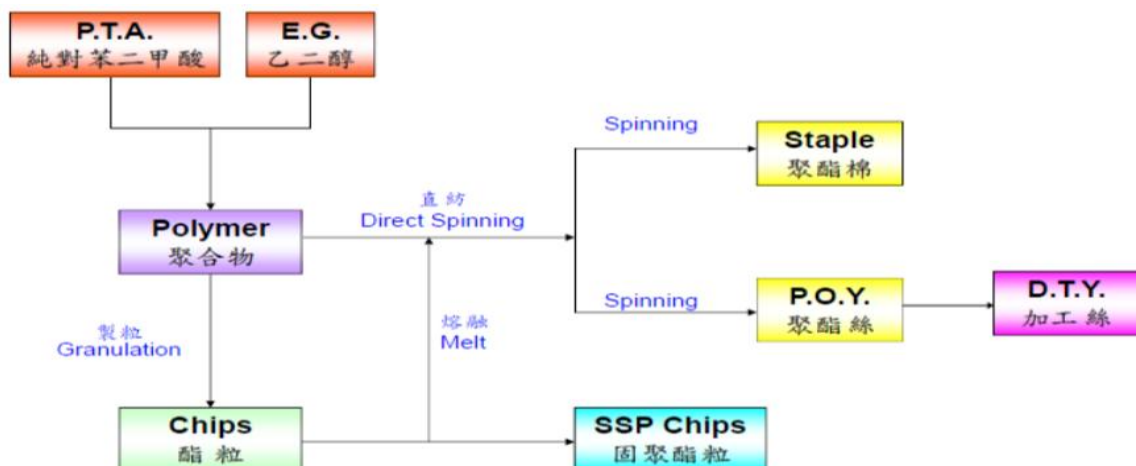 P.T.A.
純對苯二甲酸
E.G.
乙二醇
Spinning
Staple
聚酯棉
直紡
Direct Spinning
Polymer
聚合物
Spinning
P.O.Y.
聚酯絲
D.T.Y.
加工絲
製粒
Granulation
熔融
Melt
Chips
酯粒
SSP Chips
固聚酯粒